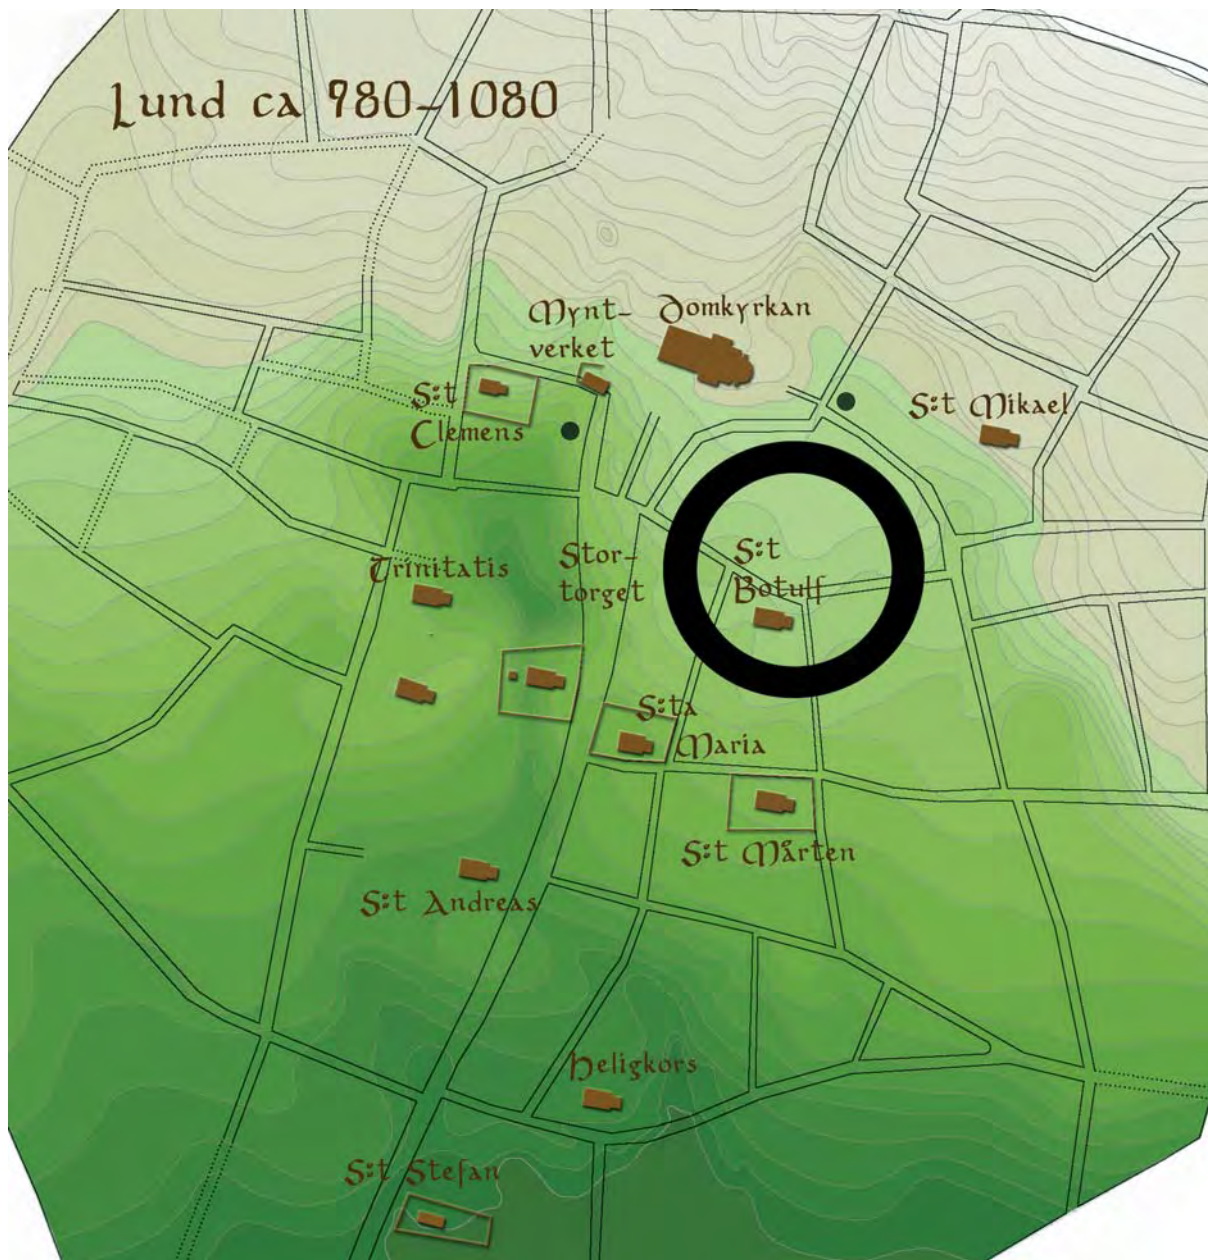 Lund ca 980-1080
Mynt-
verket
Domkyrkan
S:t
Clemens
S:t Mikael
Trinitatis
Stor-
torget
S:t
Botulf
S:ta
Maria
S:t Mårten
S:t Andreas
Heligkors
S:t Stefan